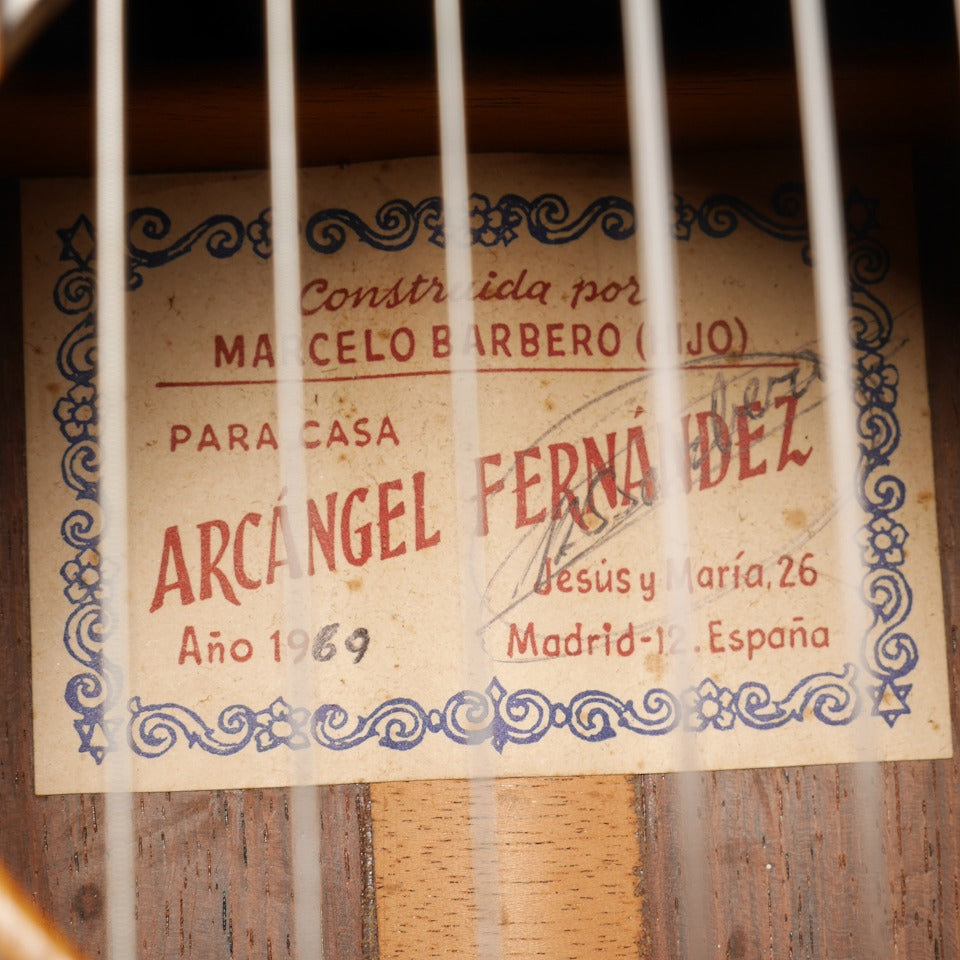 Construida por
MARCELO BARBERO (HIJO)
PARA CASA
ARCÁNGEL FERNÁNDEZ
Jesús y María, 26
Año 1969
Madrid-12. España